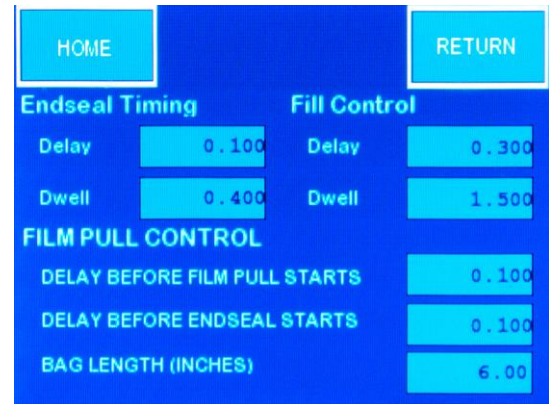 HOME RETURN
Endseal Timing Fill Control
Delay 0.100 Delay 0.300
Dwell 0.400 Dwell 1.500
FILM PULL CONTROL
DELAY BEFORE FILM PULL STARTS 0.100
DELAY BEFORE ENDSEAL STARTS 0.100
BAG LENGTH (INCHES) 6.00